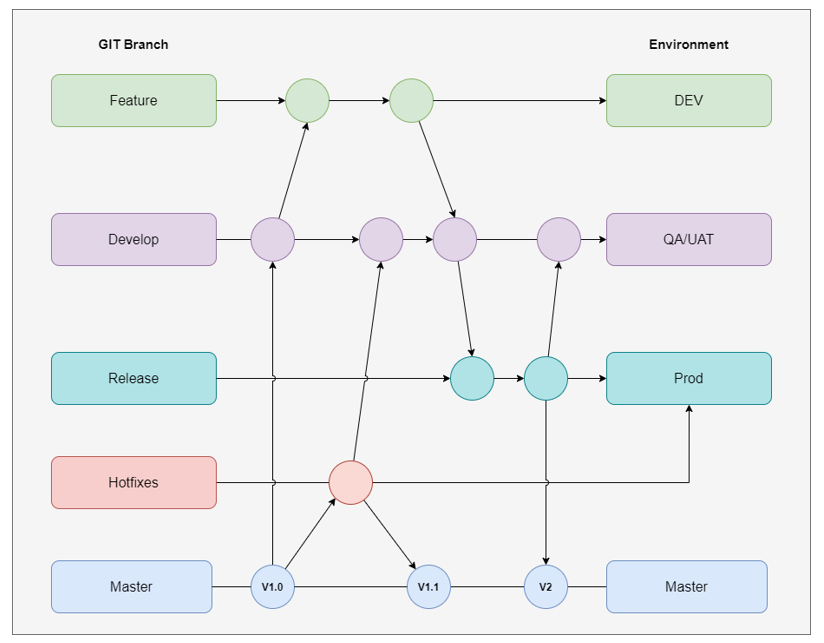 GIT Branch
Environment
Feature
DEV
Develop
QA/UAT
Release
Prod
Hotfixes
Master
V1.0
V1.1
V2
Master